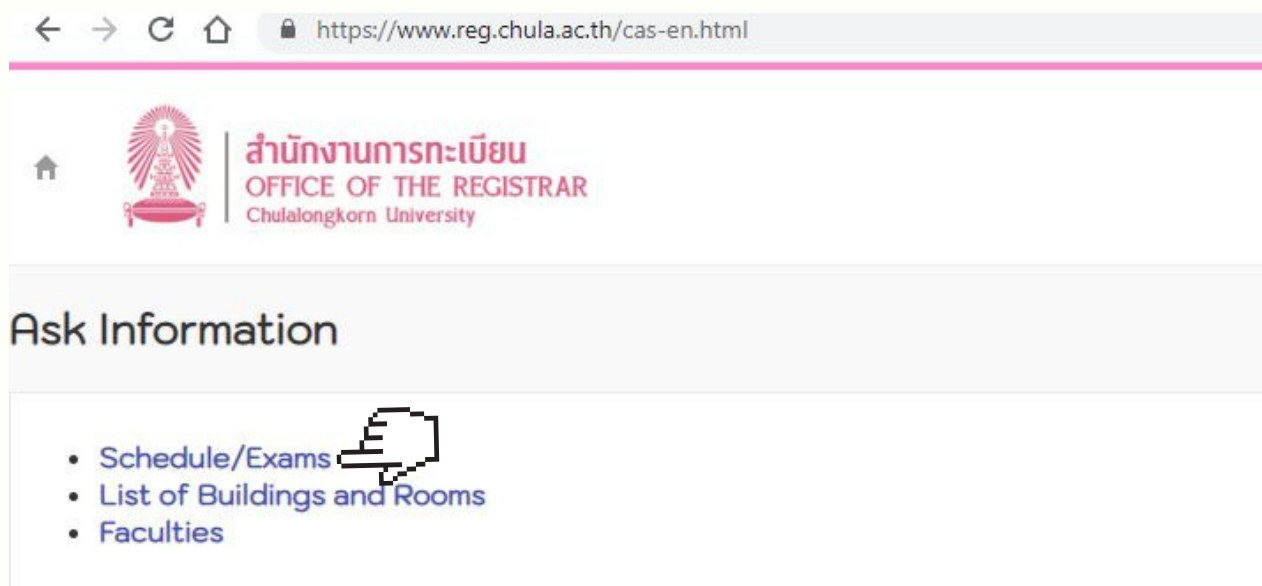 https://www.reg.chula.ac.th/cas-en.html
สำนักงานการทะเบียน
OFFICE OF THE REGISTRAR
Chulalongkorn University
Ask Information
• Schedule/Exams
• List of Buildings and Rooms
• Faculties